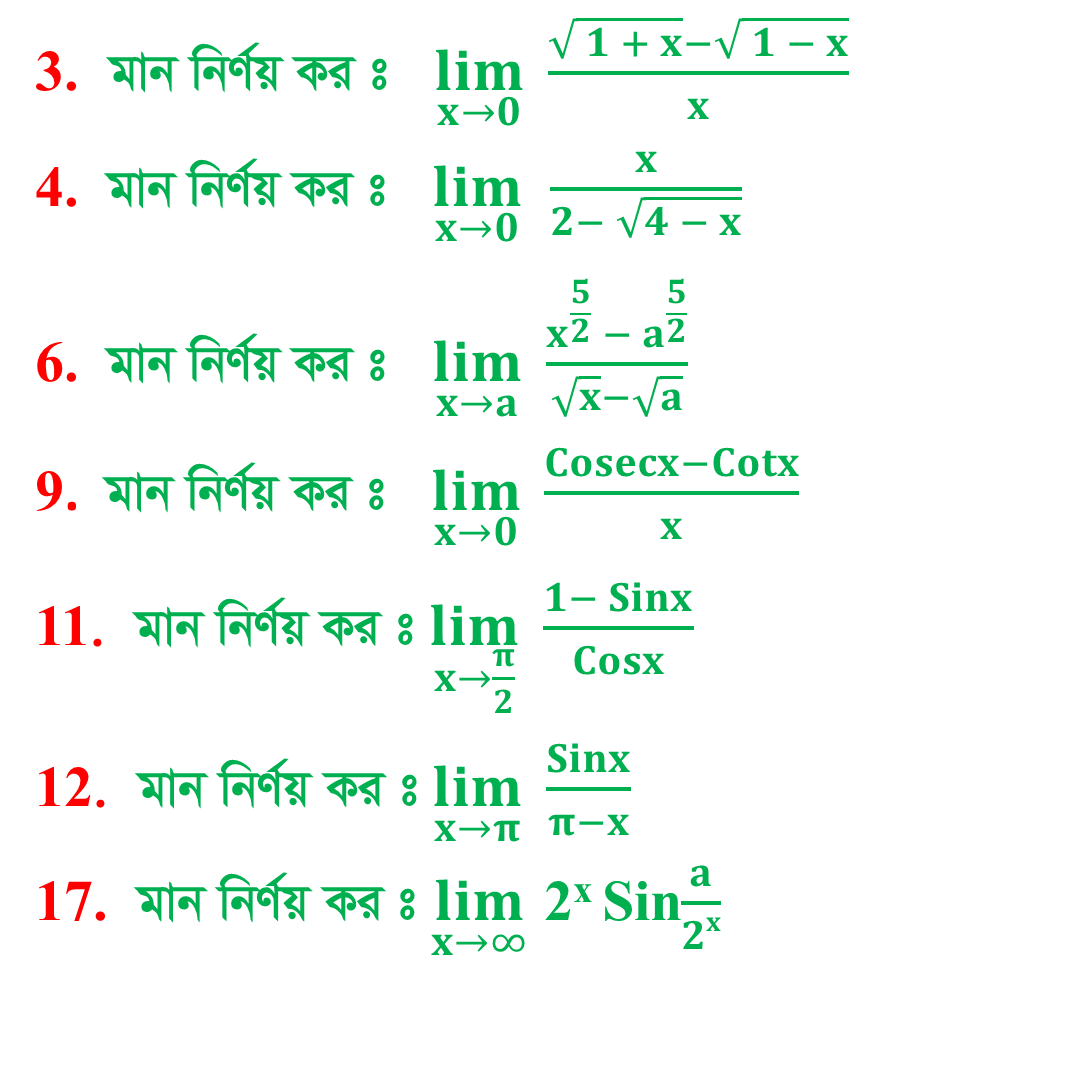 3. মান নির্ণয় কর ঃ lim x→0 (√(1 + x) − √(1 − x)) / x
4. মান নির্ণয় কর ঃ lim x→0 x / (2 − √(4 − x))
6. মান নির্ণয় কর ঃ lim x→a (x^(5/2) − a^(5/2)) / (√x − √a)
9. মান নির্ণয় কর ঃ lim x→0 (Cosecx − Cotx) / x
11. মান নির্ণয় কর ঃ lim x→π/2 (1 − Sinx) / Cosx
12. মান নির্ণয় কর ঃ lim x→π Sinx / (π − x)
17. মান নির্ণয় কর ঃ lim x→∞ 2^x Sin a/2^x